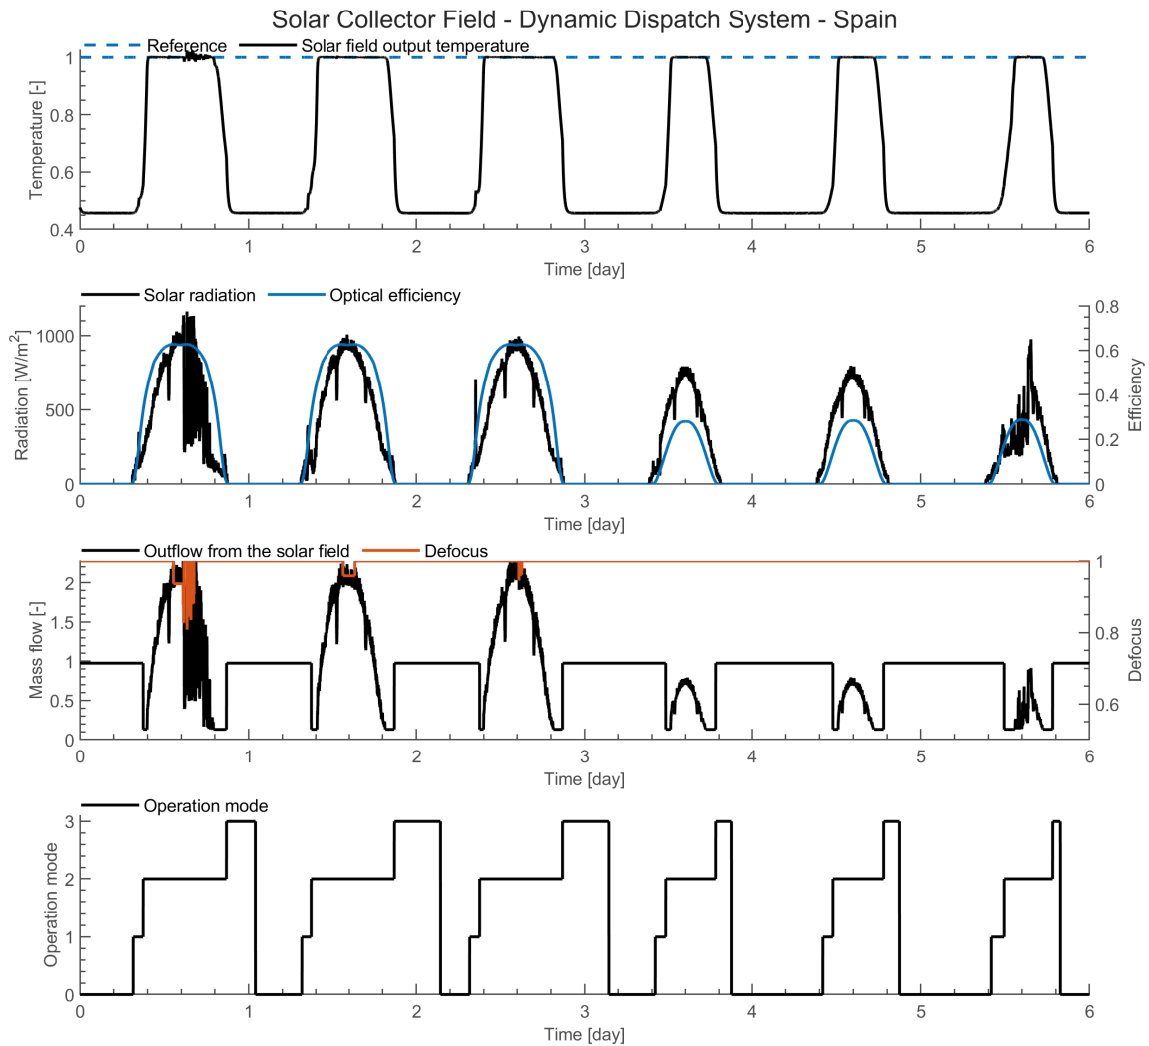 Solar Collector Field - Dynamic Dispatch System - Spain
Reference Solar field output temperature
1
0.8
0.6
0.4
Temperature [-]
0 1 2 3 4 5 6
Time [day]
Solar radiation Optical efficiency
1000
500
0
Radiation [W/m²]
0.8
0.6
0.4
0.2
0
Efficiency
0 1 2 3 4 5 6
Time [day]
Outflow from the solar field Defocus
2
1.5
1
0.5
0
Mass flow [-]
1
0.8
0.6
Defocus
0 1 2 3 4 5 6
Time [day]
Operation mode
3
2
1
0
Operation mode
0 1 2 3 4 5 6
Time [day]